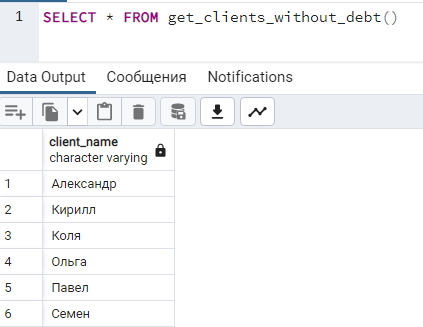 1 SELECT * FROM get_clients_without_debt()
Data Output Сообщения Notifications
client_name
character varying
1 Александр
2 Кирилл
3 Коля
4 Ольга
5 Павел
6 Семен